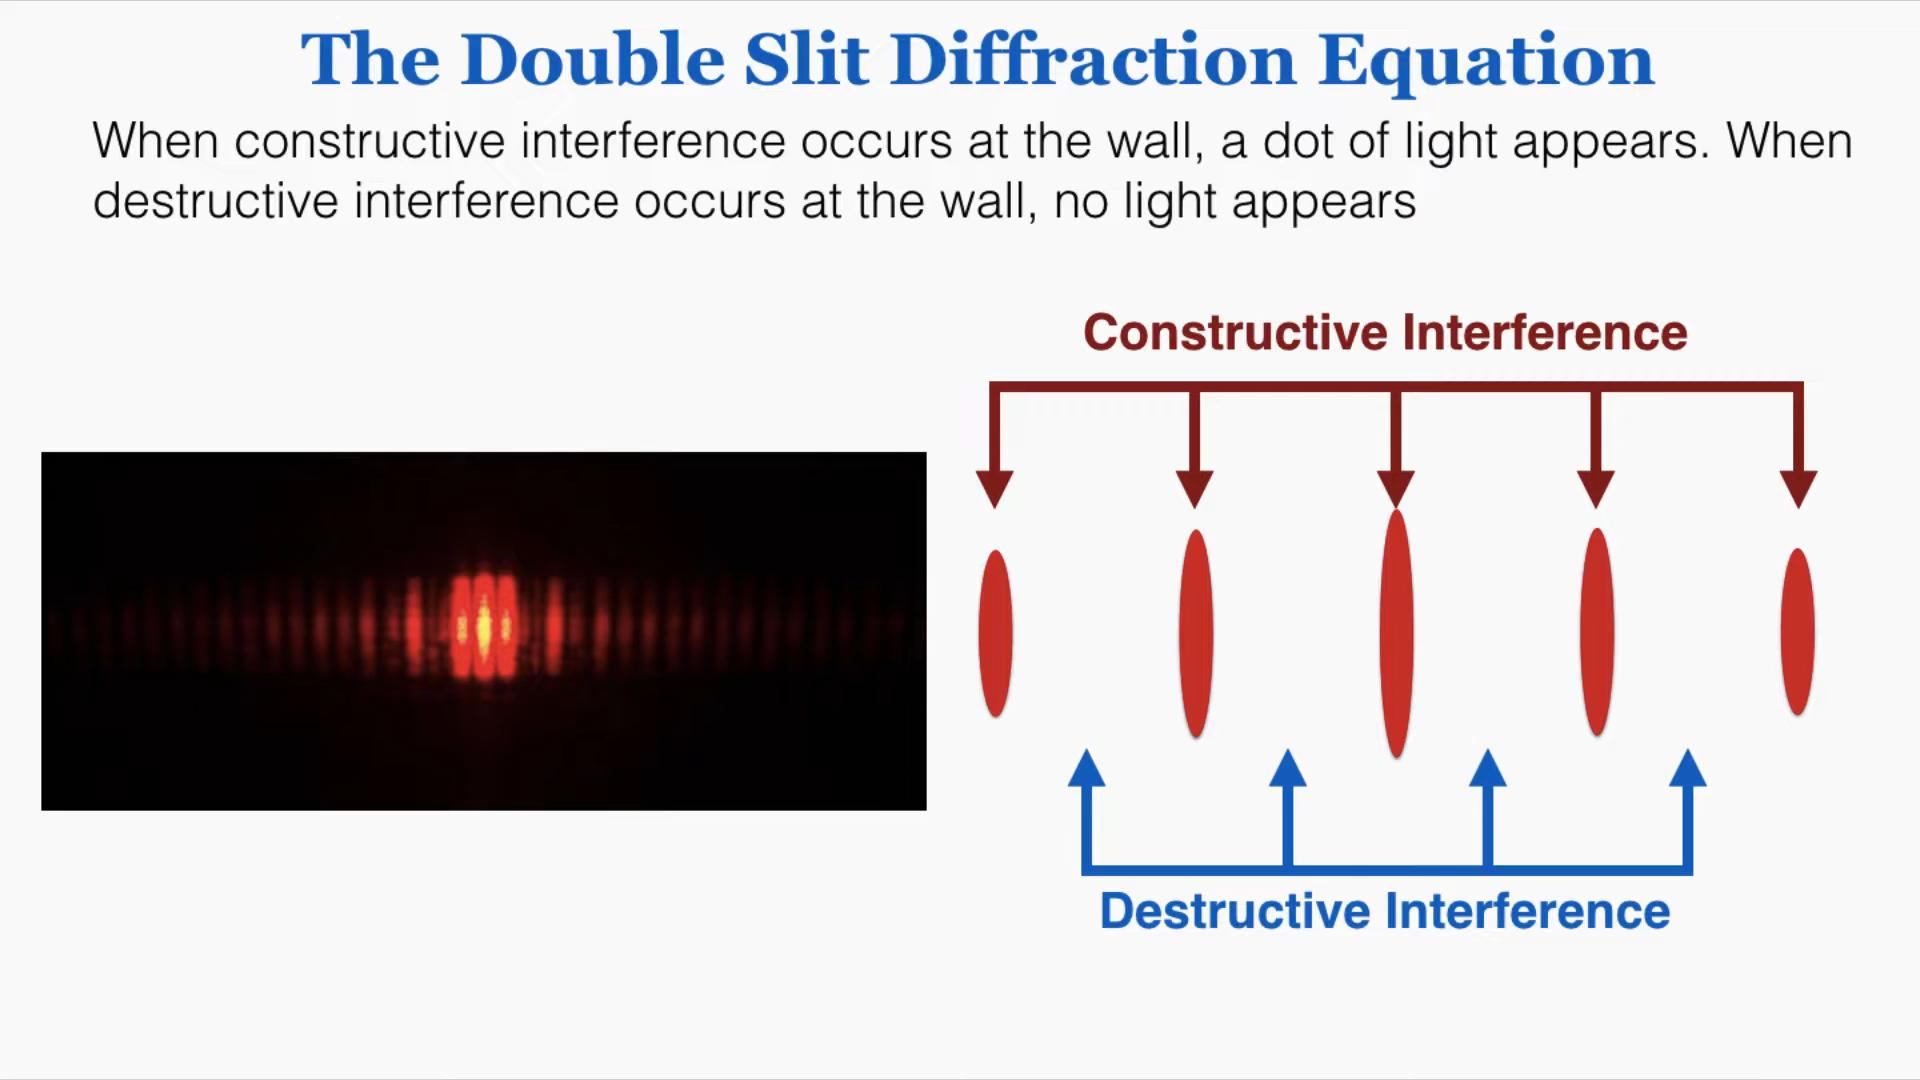 The Double Slit Diffraction Equation
When constructive interference occurs at the wall, a dot of light appears. When
destructive interference occurs at the wall, no light appears
Constructive Interference
Destructive Interference